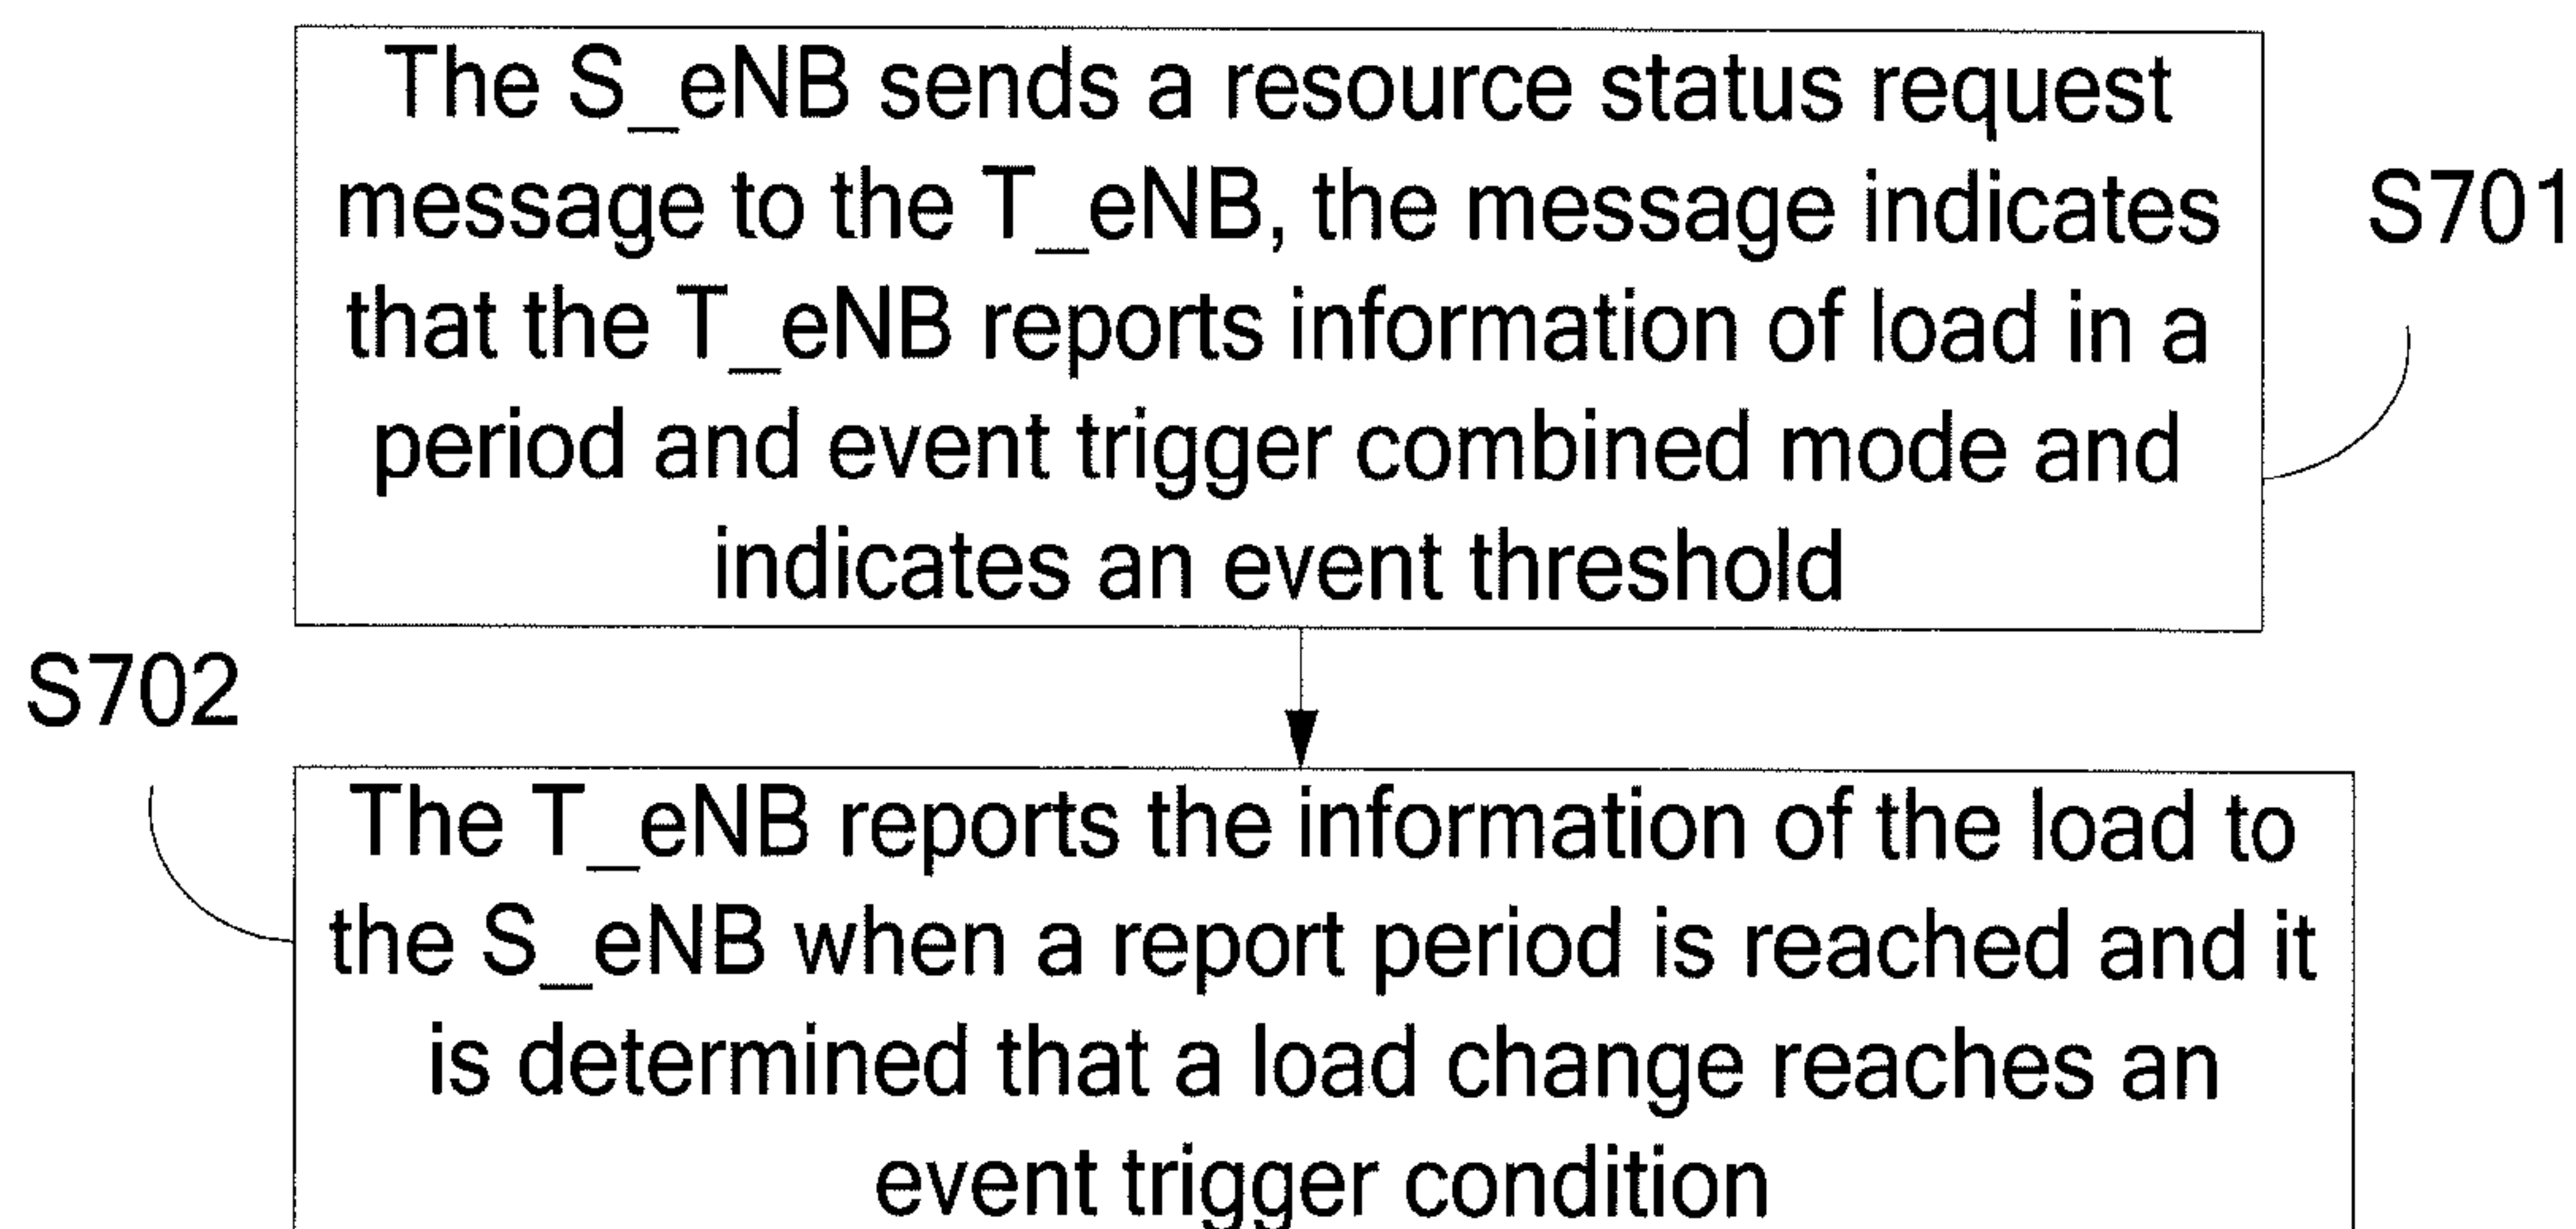 The S_eNB sends a resource status request
message to the T_eNB, the message indicates
that the T_eNB reports information of load in a
period and event trigger combined mode and
indicates an event threshold
S701
S702
The T_eNB reports the information of the load to
the S_eNB when a report period is reached and it
is determined that a load change reaches an
event trigger condition